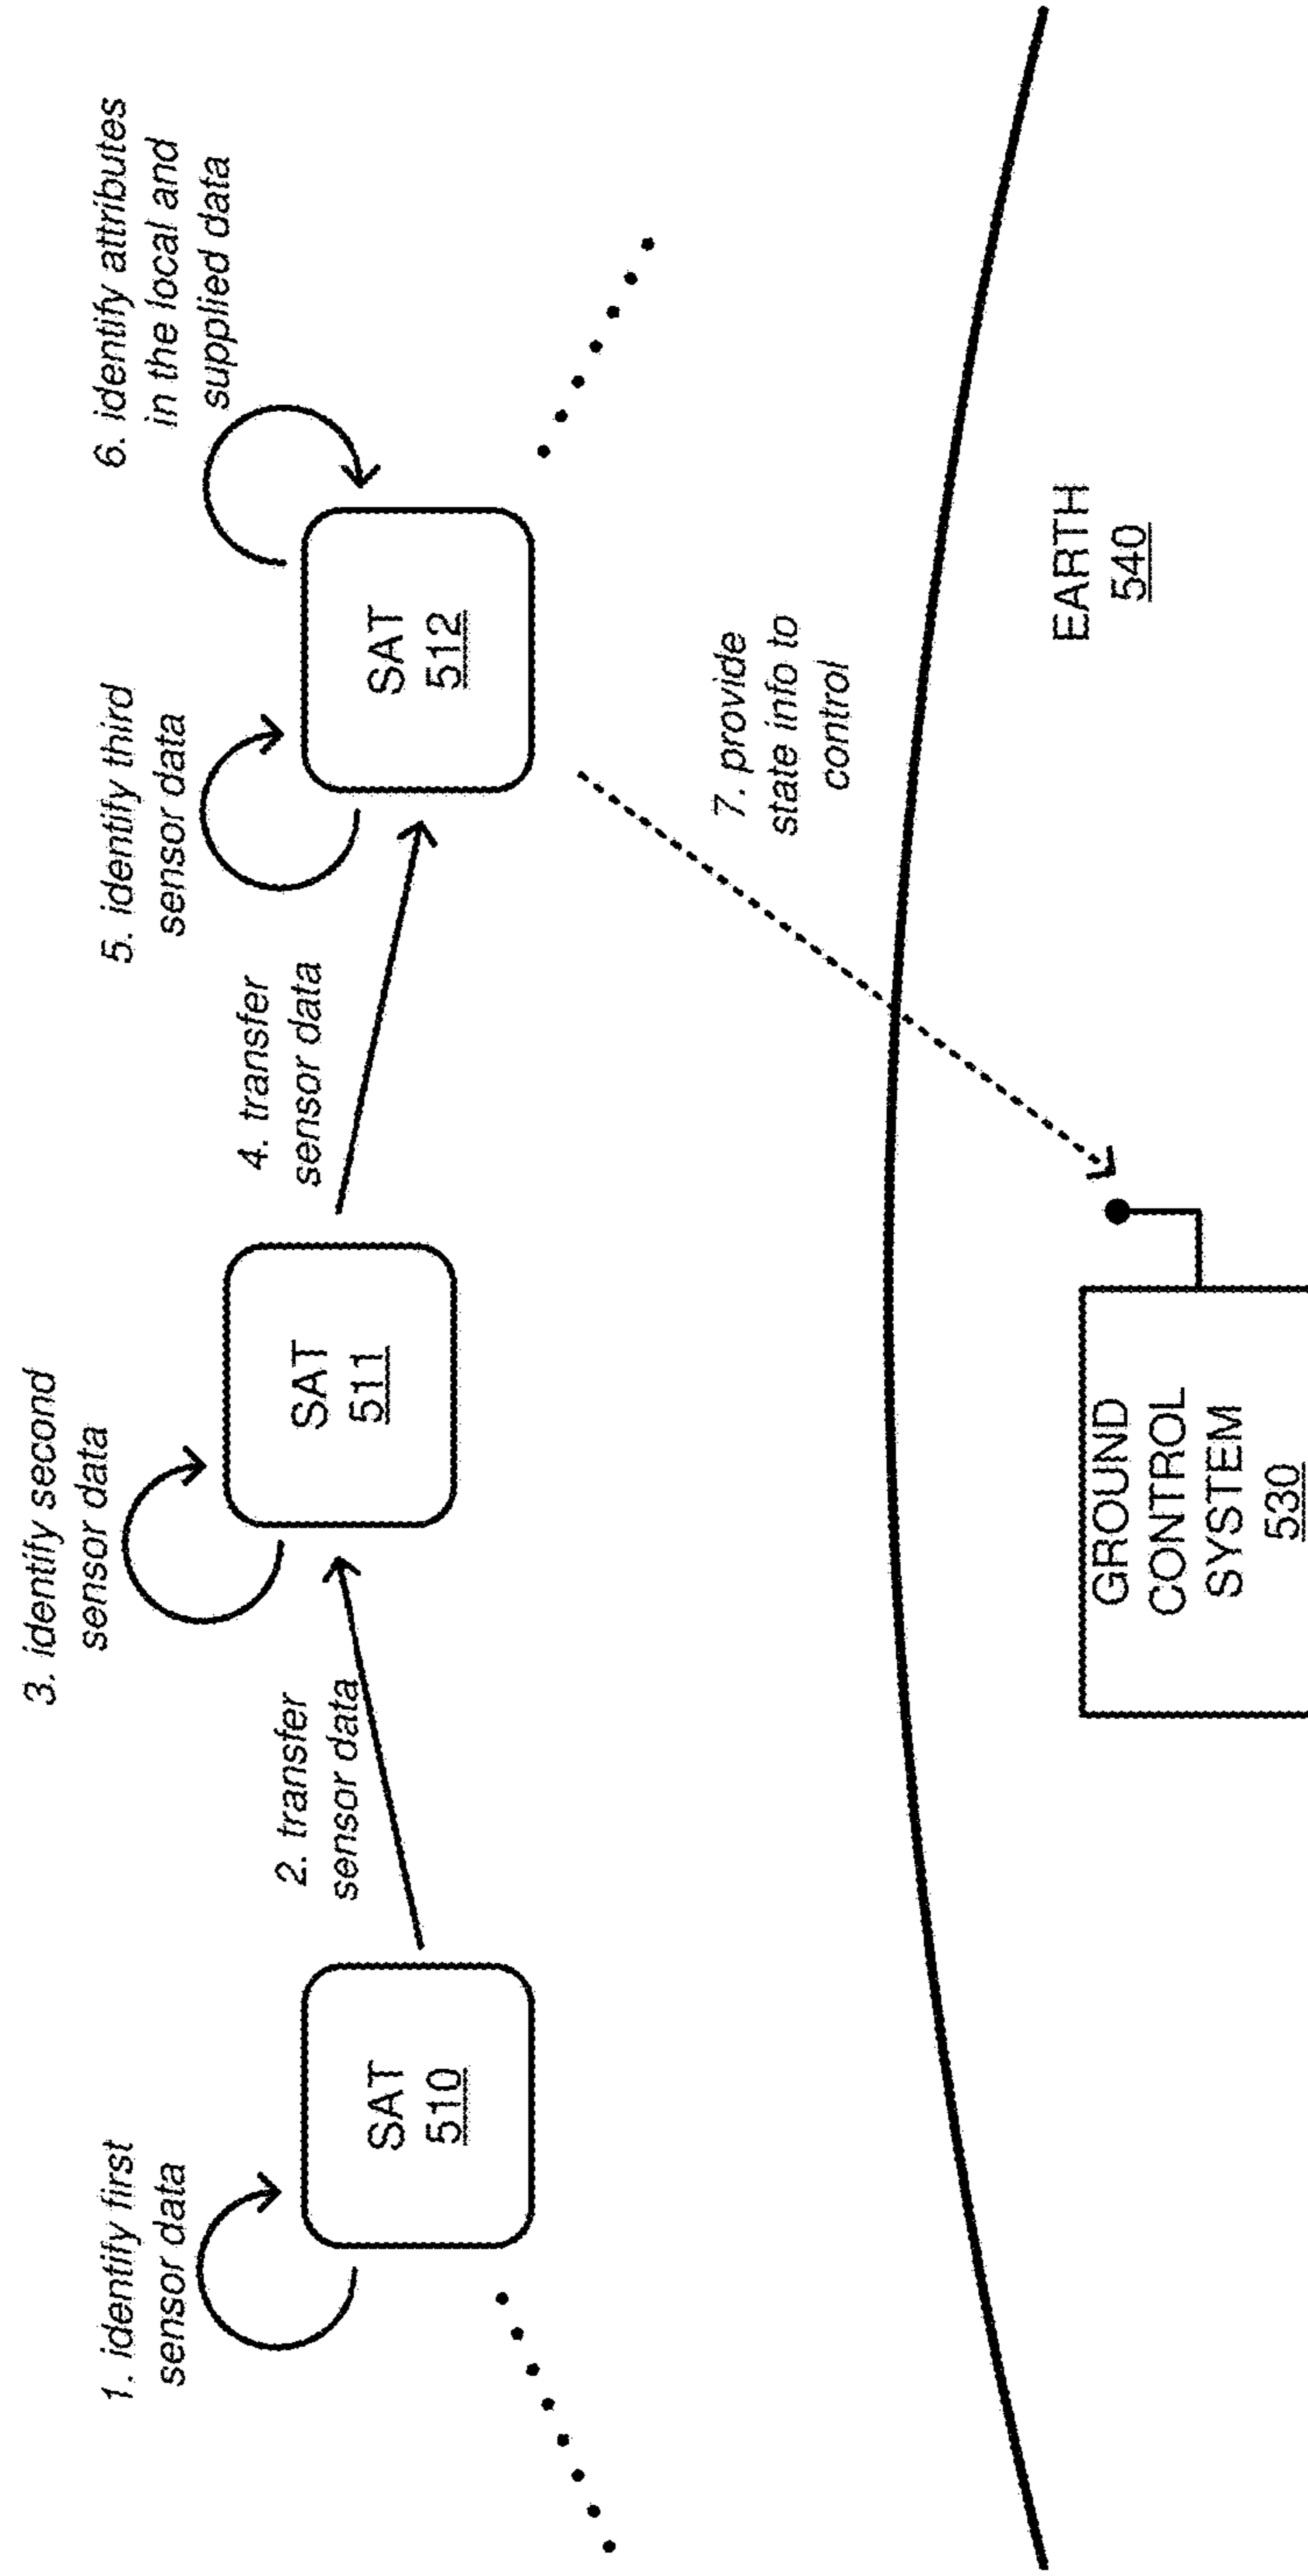 1. identify first
sensor data
SAT
510
2. transfer
sensor data
3. identify second
sensor data
SAT
511
4. transfer
sensor data
5. identify third
sensor data
SAT
512
6. identify attributes
in the local and
supplied data
7. provide
state info to
control
EARTH
540
GROUND
CONTROL
SYSTEM
530